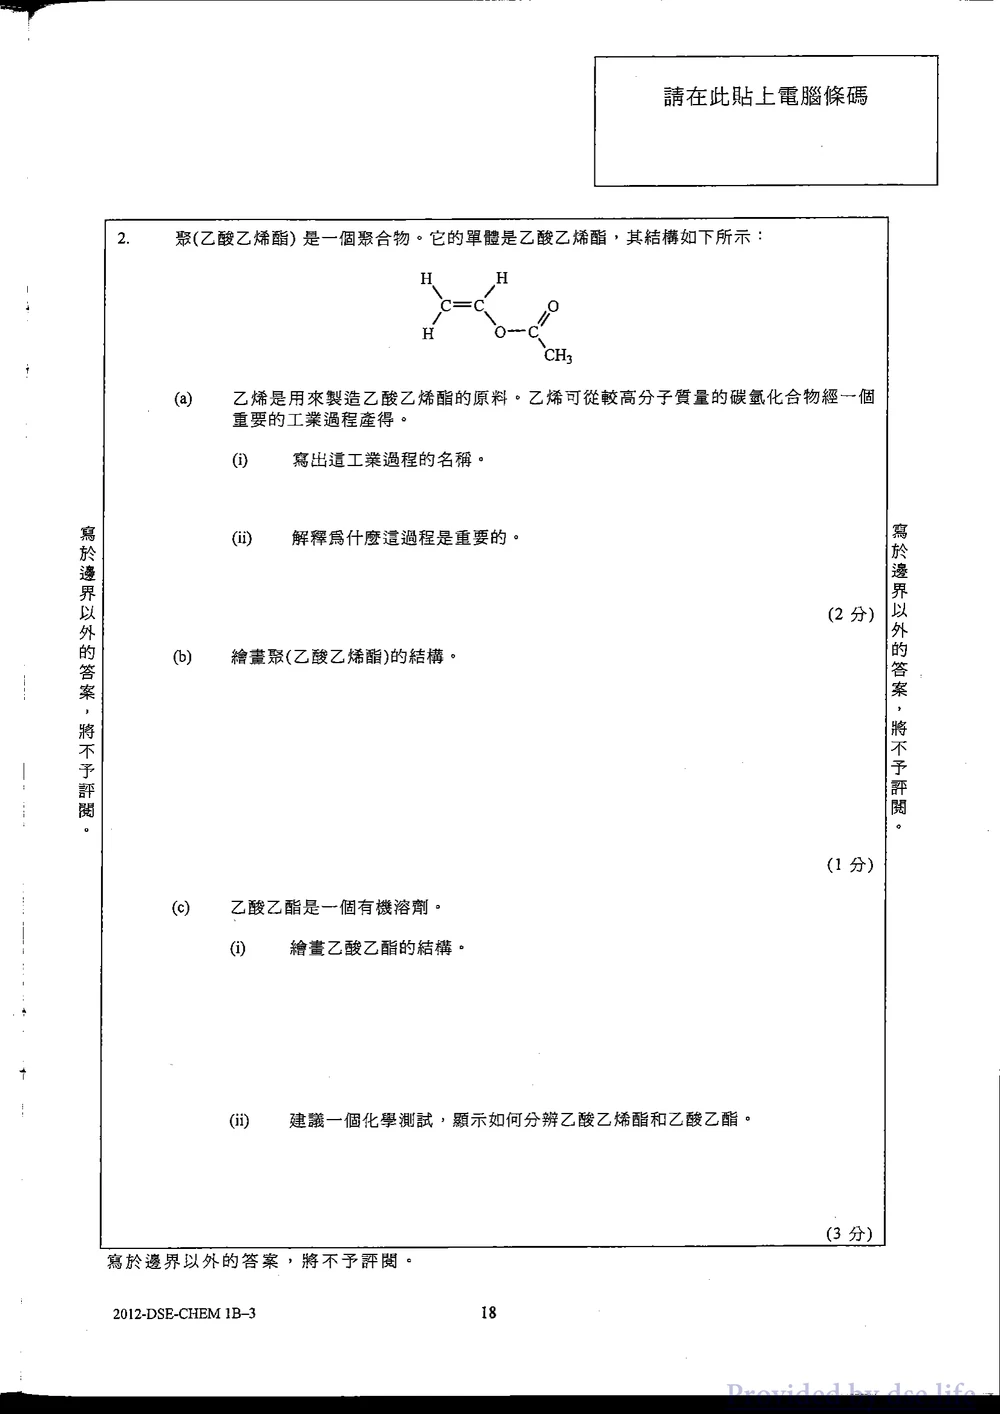 請在此貼上電腦條碼
2. 聚(乙酸乙烯酯) 是一個聚合物。它的單體是乙酸乙烯酯，其結構如下所示：
H H
C=C O
H O—C
CH3
(a) 乙烯是用來製造乙酸乙烯酯的原料。乙烯可從較高分子質量的碳氫化合物經一個
重要的工業過程產得。
(i) 寫出這工業過程的名稱。
(ii) 解釋為什麼這過程是重要的。
(2 分)
(b) 繪畫聚(乙酸乙烯酯)的結構。
(1 分)
(c) 乙酸乙酯是一個有機溶劑。
(i) 繪畫乙酸乙酯的結構。
(ii) 建議一個化學測試，顯示如何分辨乙酸乙烯酯和乙酸乙酯。
(3 分)
寫於邊界以外的答案，將不予評閱。
寫於邊界以外的答案，將不予評閱。
寫於邊界以外的答案，將不予評閱。
2012-DSE-CHEM 1B–3
18
Provided by dse.life